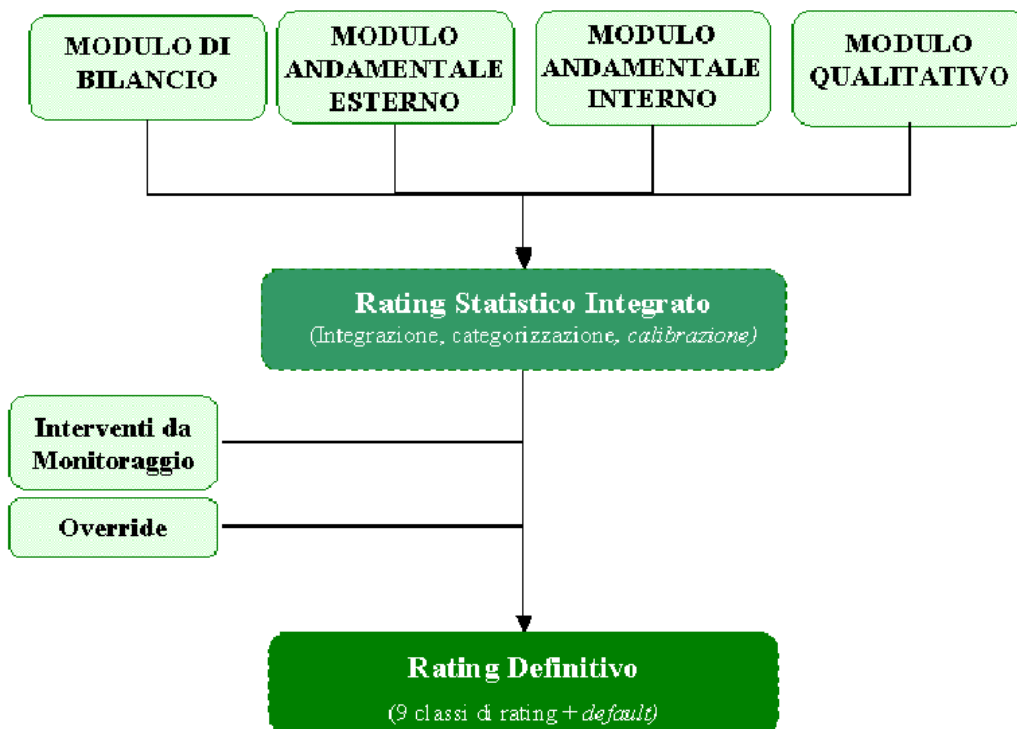 MODULO DI
BILANCIO
MODULO
ANDAMENTALE
ESTERNO
MODULO
ANDAMENTALE
INTERNO
MODULO
QUALITATIVO
Rating Statistico Integrato
(Integrazione, categorizzazione, calibrazione)
Interventi da
Monitoraggio
Override
Rating Definitivo
(9 classi di rating + default)